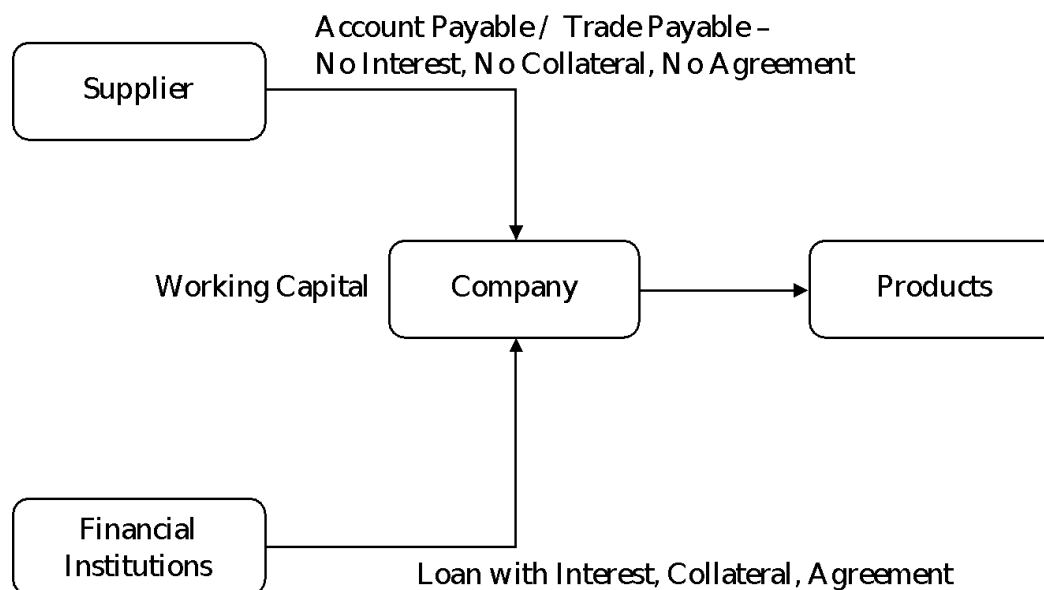 Account Payable / Trade Payable –
No Interest, No Collateral, No Agreement
Supplier
Working Capital
Company
Products
Financial
Institutions
Loan with Interest, Collateral, Agreement